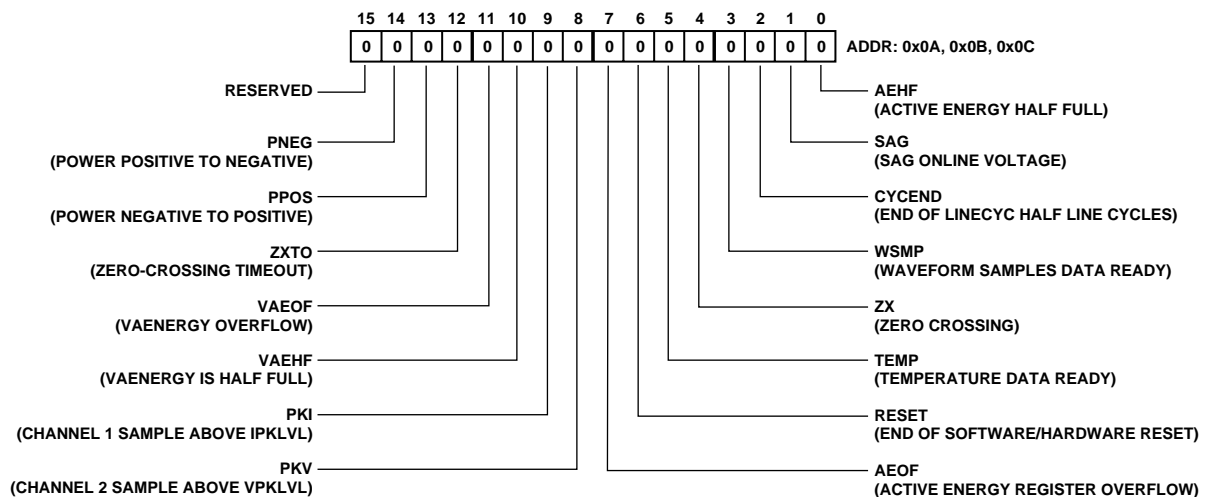 15 14 13 12 11 10 9 8 7 6 5 4 3 2 1 0
0 0 0 0 0 0 0 0 0 0 0 0 0 0 0 0 ADDR: 0x0A, 0x0B, 0x0C
RESERVED
PNEG
(POWER POSITIVE TO NEGATIVE)
PPOS
(POWER NEGATIVE TO POSITIVE)
ZXTO
(ZERO-CROSSING TIMEOUT)
VAEOF
(VAENERGY OVERFLOW)
VAEHF
(VAENERGY IS HALF FULL)
PKI
(CHANNEL 1 SAMPLE ABOVE IPKLVL)
PKV
(CHANNEL 2 SAMPLE ABOVE VPKLVL)
AEHF
(ACTIVE ENERGY HALF FULL)
SAG
(SAG ONLINE VOLTAGE)
CYCEND
(END OF LINECYC HALF LINE CYCLES)
WSMP
(WAVEFORM SAMPLES DATA READY)
ZX
(ZERO CROSSING)
TEMP
(TEMPERATURE DATA READY)
RESET
(END OF SOFTWARE/HARDWARE RESET)
AEOF
(ACTIVE ENERGY REGISTER OVERFLOW)